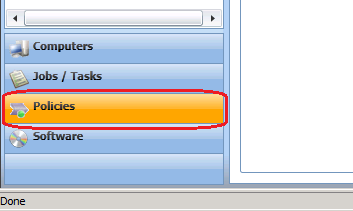 Computers
Jobs / Tasks
Policies
Software
Done